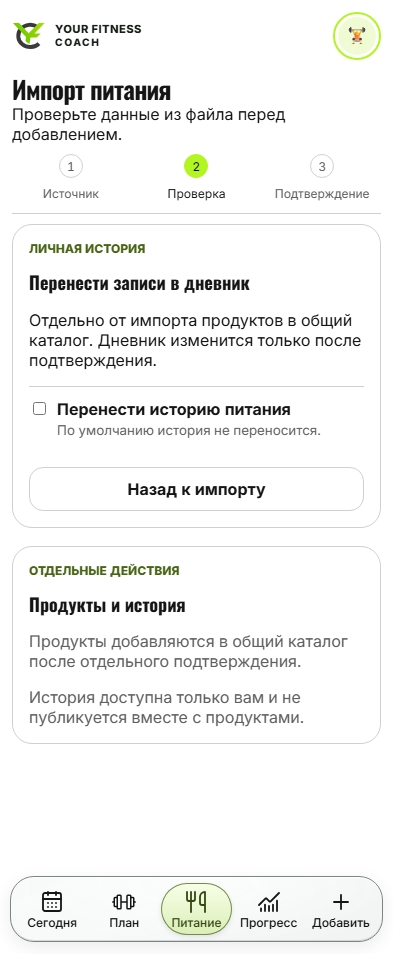 YOUR FITNESS
COACH
Импорт питания
Проверьте данные из файла перед
добавлением.
1
2
3
Источник
Проверка
Подтверждение
ЛИЧНАЯ ИСТОРИЯ
Перенести записи в дневник
Отдельно от импорта продуктов в общий
каталог. Дневник изменится только после
подтверждения.
Перенести историю питания
По умолчанию история не переносится.
Назад к импорту
ОТДЕЛЬНЫЕ ДЕЙСТВИЯ
Продукты и история
Продукты добавляются в общий каталог
после отдельного подтверждения.
История доступна только вам и не
публикуется вместе с продуктами.
Сегодня
План
Питание
Прогресс
Добавить